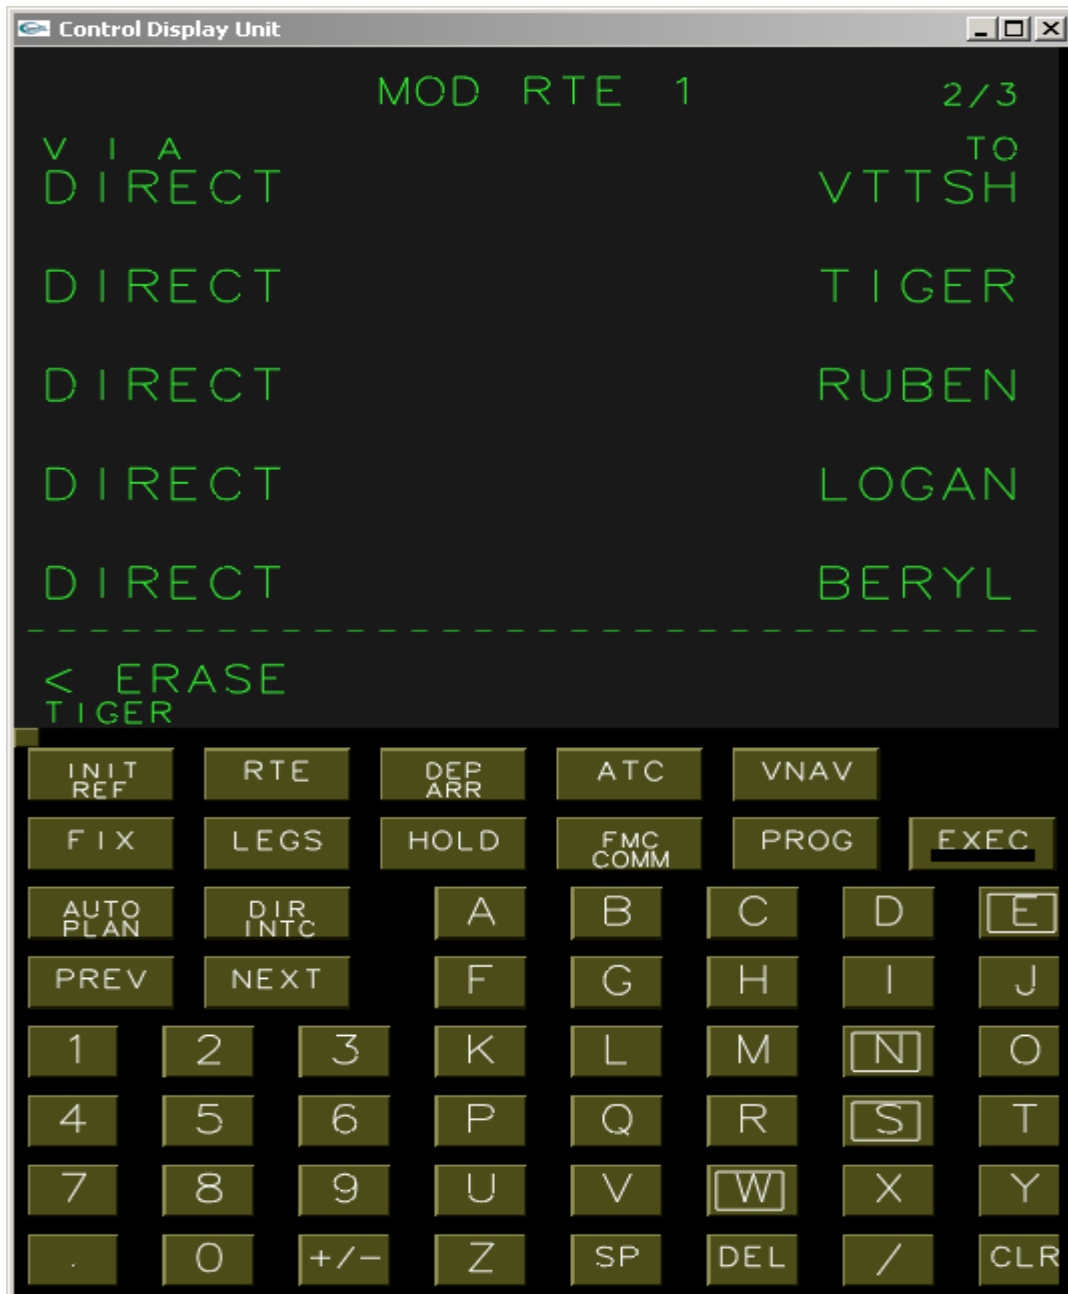 Control Display Unit
MOD RTE 1 2/3
VIA TO
DIRECT VTTSH
DIRECT TIGER
DIRECT RUBEN
DIRECT LOGAN
DIRECT BERYL
------------------------------
< ERASE
TIGER
INIT REF RTE DEP ARR ATC VNAV
FIX LEGS HOLD FMC COMM PROG EXEC
AUTO PLAN DIR INTC A B C D E
PREV NEXT F G H I J
1 2 3 K L M N O
4 5 6 P Q R S T
7 8 9 U V W X Y
. 0 +/- Z SP DEL / CLR